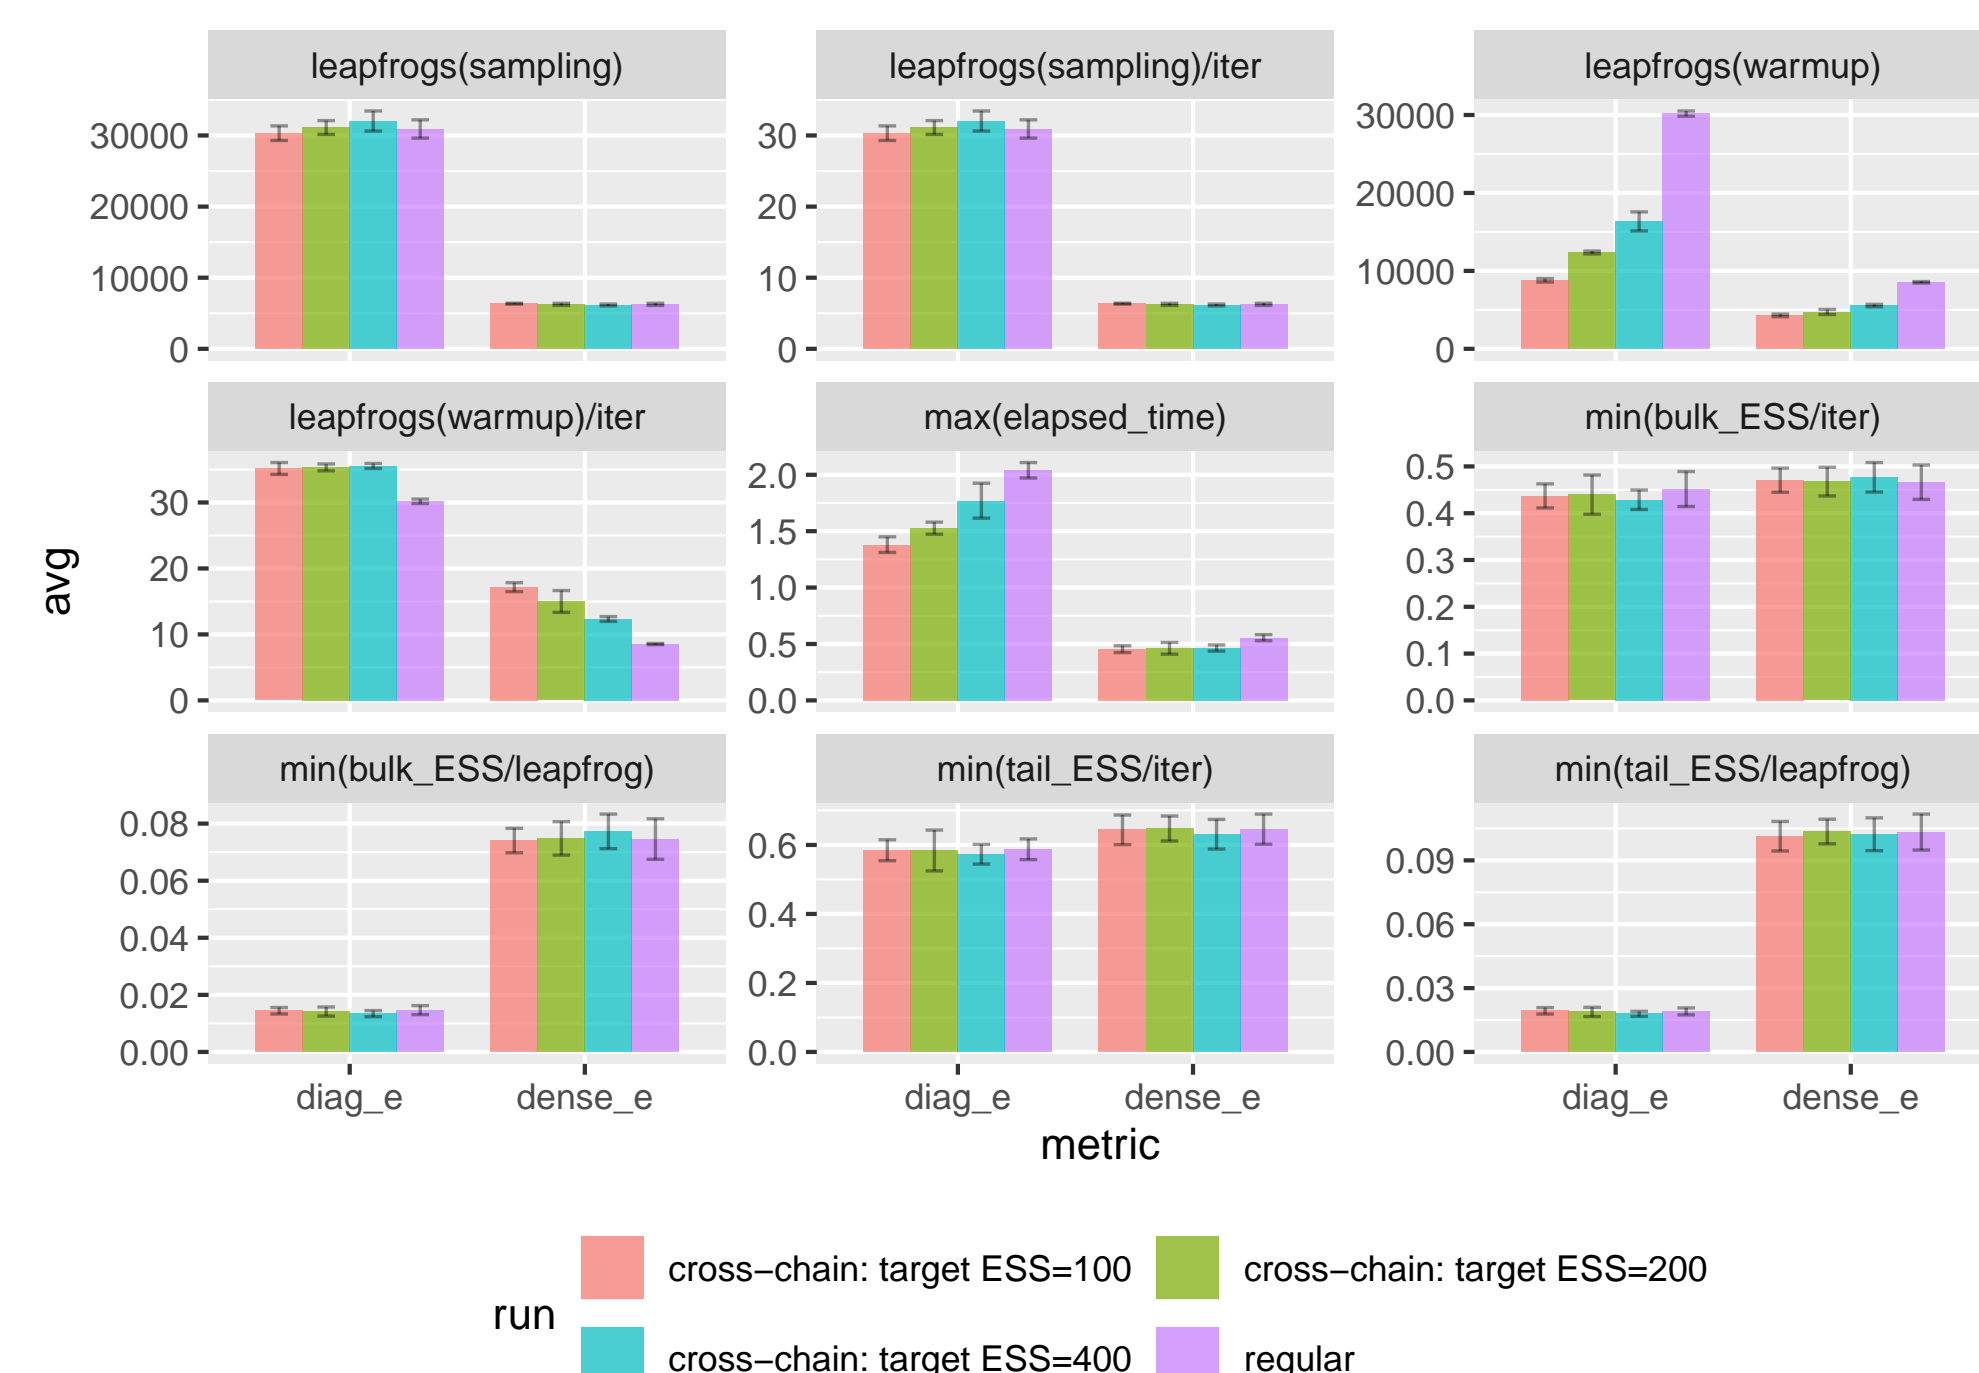 leapfrogs(sampling) leapfrogs(sampling)/iter leapfrogs(warmup)
30000 30 30000
20000 20 20000
10000 10 10000
0 0 0
leapfrogs(warmup)/iter max(elapsed_time) min(bulk_ESS/iter)
30 2.0 0.5
20 1.5 0.4
10 1.0 0.3
0 0.5 0.2
0.0 0.1
0.0
avg
min(bulk_ESS/leapfrog) min(tail_ESS/iter) min(tail_ESS/leapfrog)
0.08 0.6 0.09
0.06 0.4 0.06
0.04 0.2 0.03
0.02 0.0 0.00
0.00
diag_e dense_e diag_e dense_e diag_e dense_e
metric
run
cross−chain: target ESS=100 cross−chain: target ESS=200
cross−chain: target ESS=400 regular